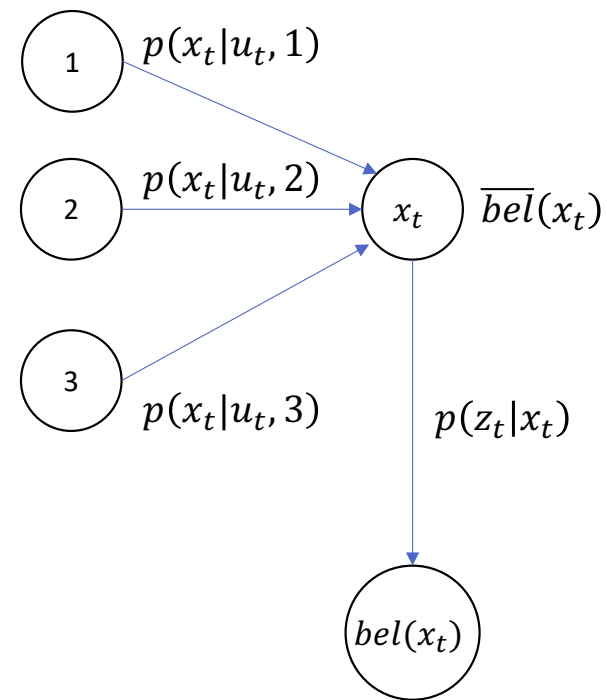 1
p(x_t|u_t, 1)
2
p(x_t|u_t, 2)
x_t
\overline{bel}(x_t)
3
p(x_t|u_t, 3)
p(z_t|x_t)
bel(x_t)